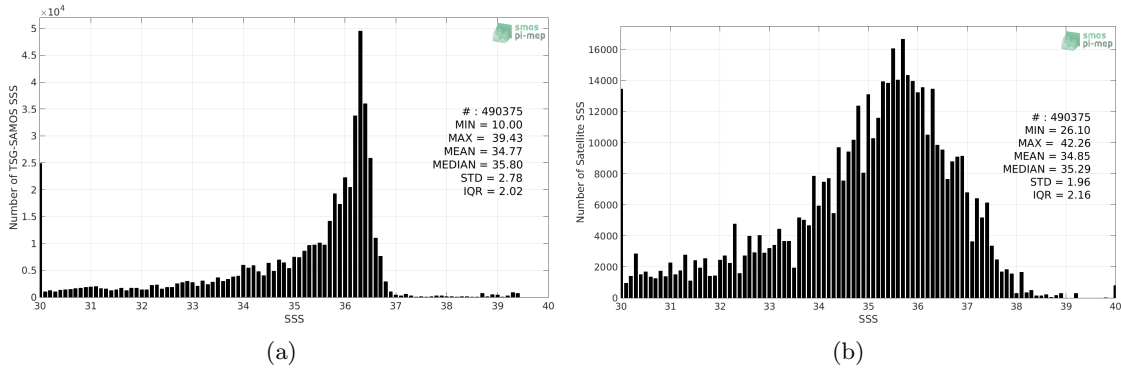 ×10⁴
5
4.5
4
3.5
3
2.5
2
1.5
1
0.5
0
30 31 32 33 34 35 36 37 38 39 40
SSS
Number of TSG-SAMOS SSS
smos
pi-mep
# : 490375
MIN = 10.00
MAX = 39.43
MEAN = 34.77
MEDIAN = 35.80
STD = 2.78
IQR = 2.02
(a)
16000
14000
12000
10000
8000
6000
4000
2000
0
30 31 32 33 34 35 36 37 38 39 40
SSS
Number of Satellite SSS
smos
pi-mep
# : 490375
MIN = 26.10
MAX = 42.26
MEAN = 34.85
MEDIAN = 35.29
STD = 1.96
IQR = 2.16
(b)